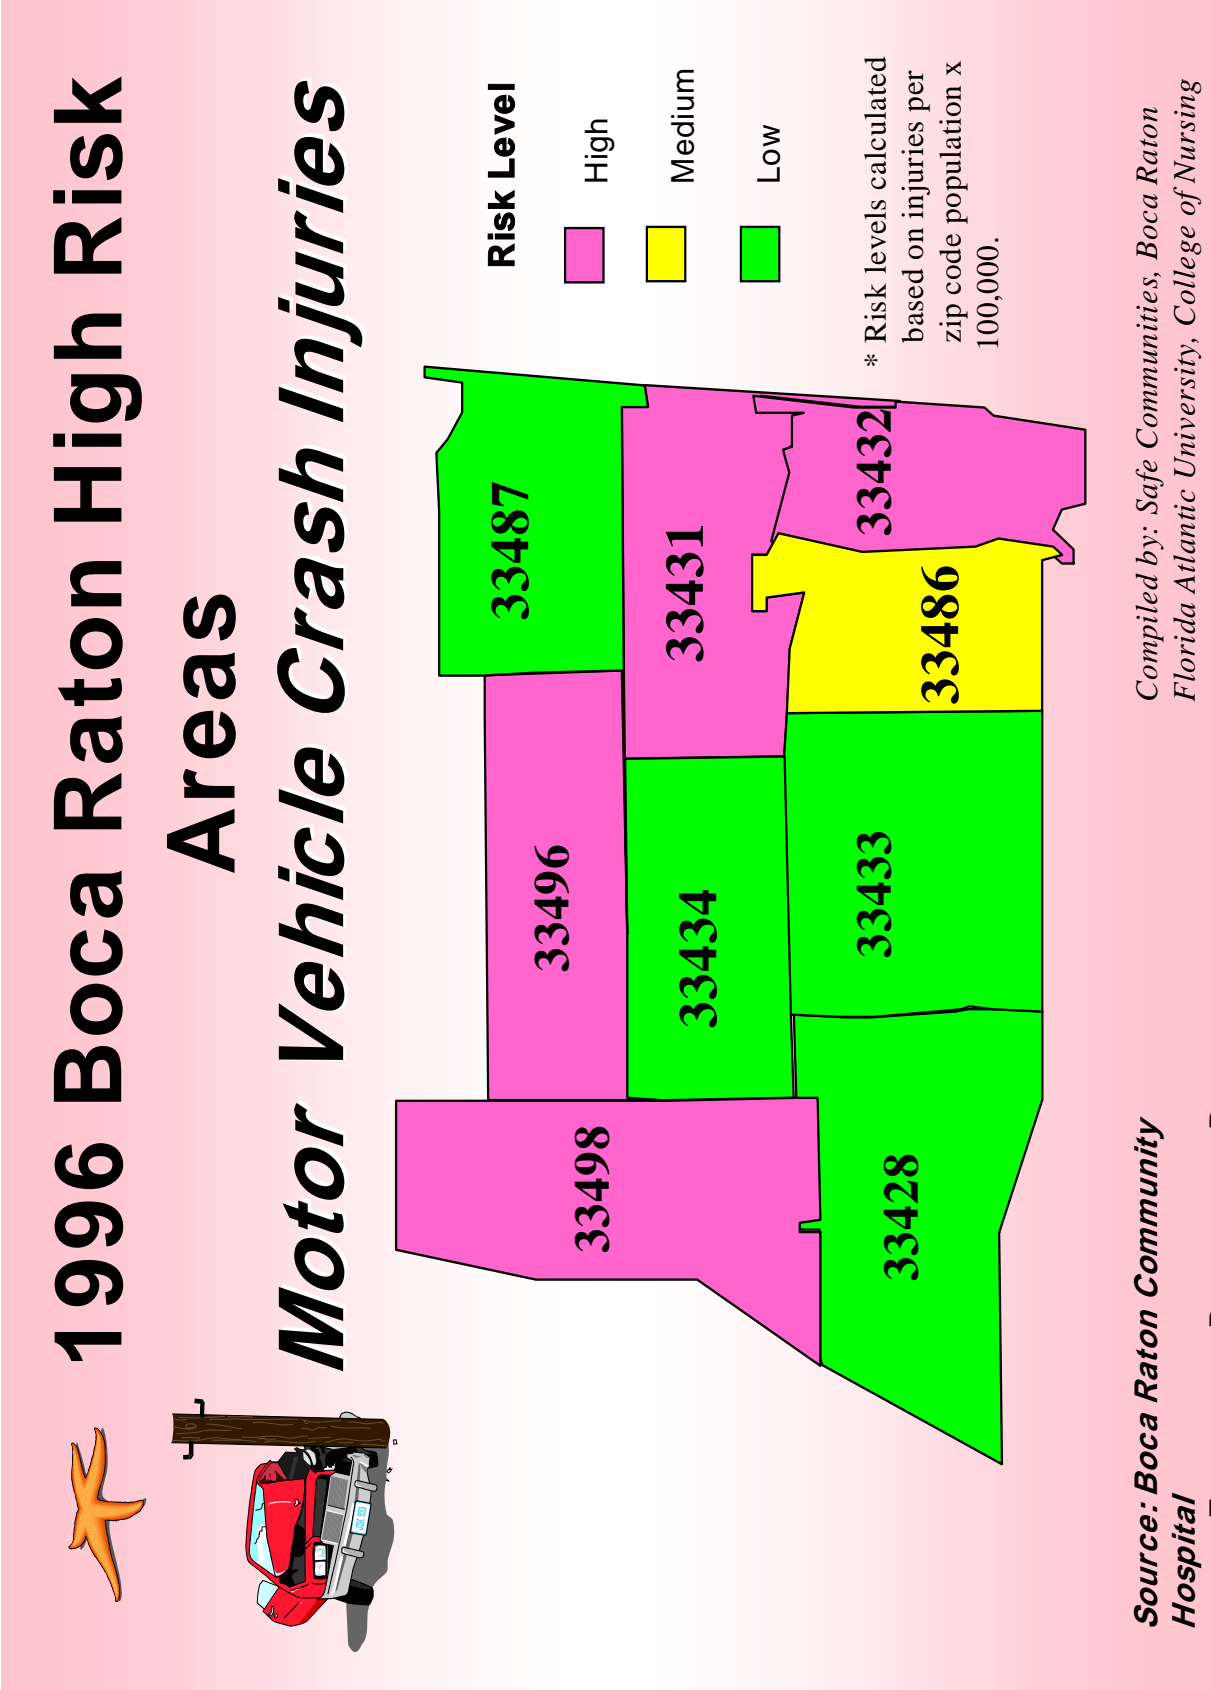 1996 Boca Raton High Risk
Areas
Motor Vehicle Crash Injuries
Risk Level
High
Medium
Low
33498
33496
33487
33434
33431
33428
33433
33486
33432
* Risk levels calculated
based on injuries per
zip code population x
100,000.
Source: Boca Raton Community
Hospital
Compiled by: Safe Communities, Boca Raton
Florida Atlantic University, College of Nursing